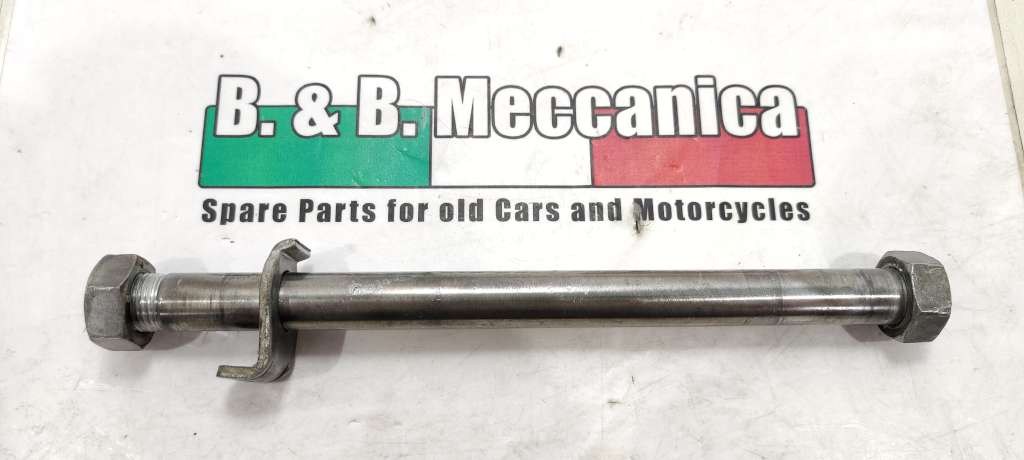 B. & B. Meccanica
Spare Parts for old Cars and Motorcycles